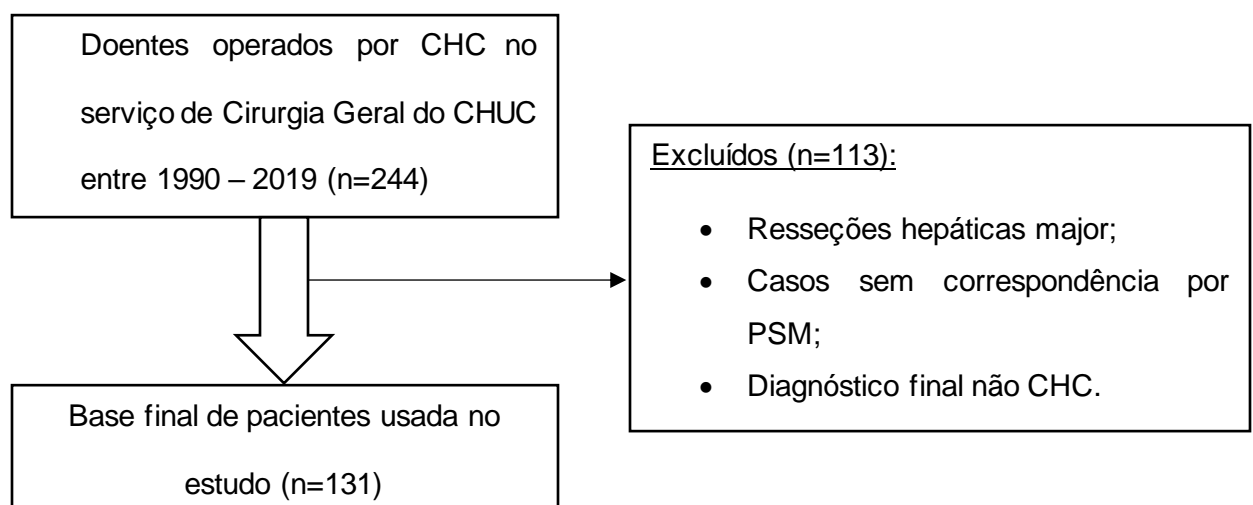 Doentes operados por CHC no
serviço de Cirurgia Geral do CHUC
entre 1990 – 2019 (n=244)
Excluídos (n=113):
• Resseções hepáticas major;
• Casos sem correspondência por
PSM;
• Diagnóstico final não CHC.
Base final de pacientes usada no
estudo (n=131)